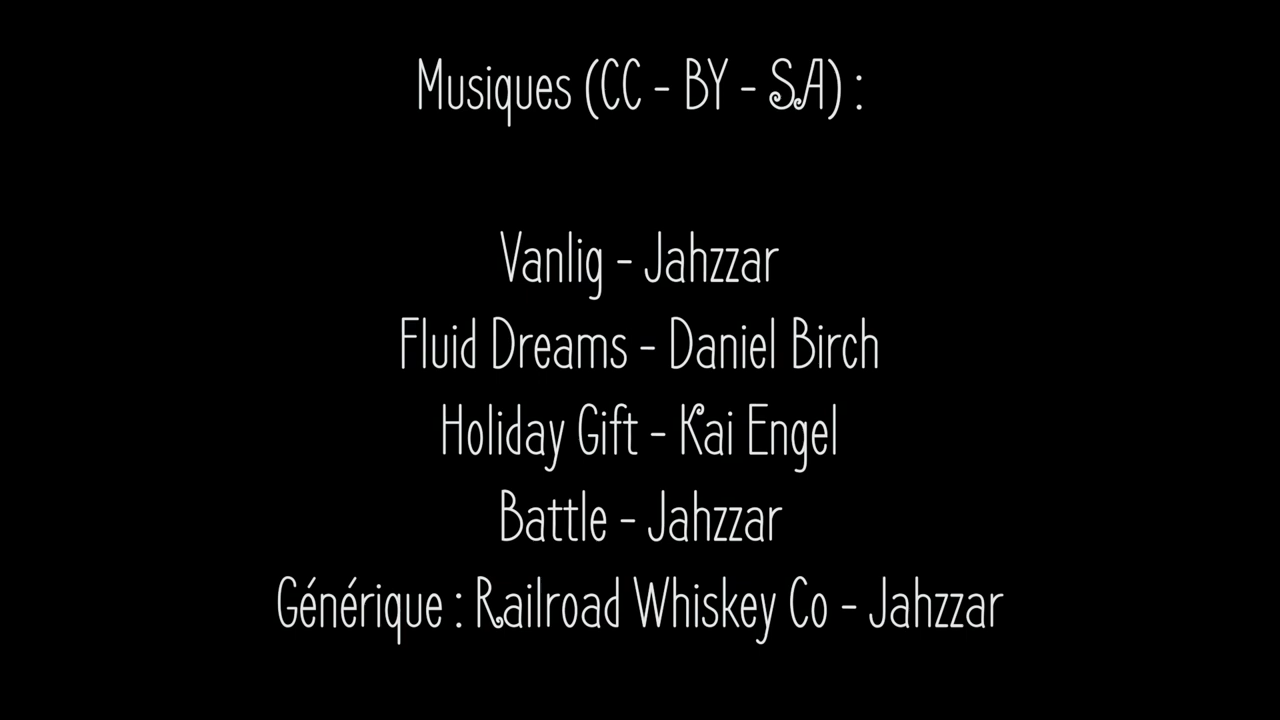 Musiques (CC - BY - SA) :
Vanlig - Jahzzar
Fluid Dreams - Daniel Birch
Holiday Gift - Kai Engel
Battle - Jahzzar
Générique : Railroad Whiskey Co - Jahzzar